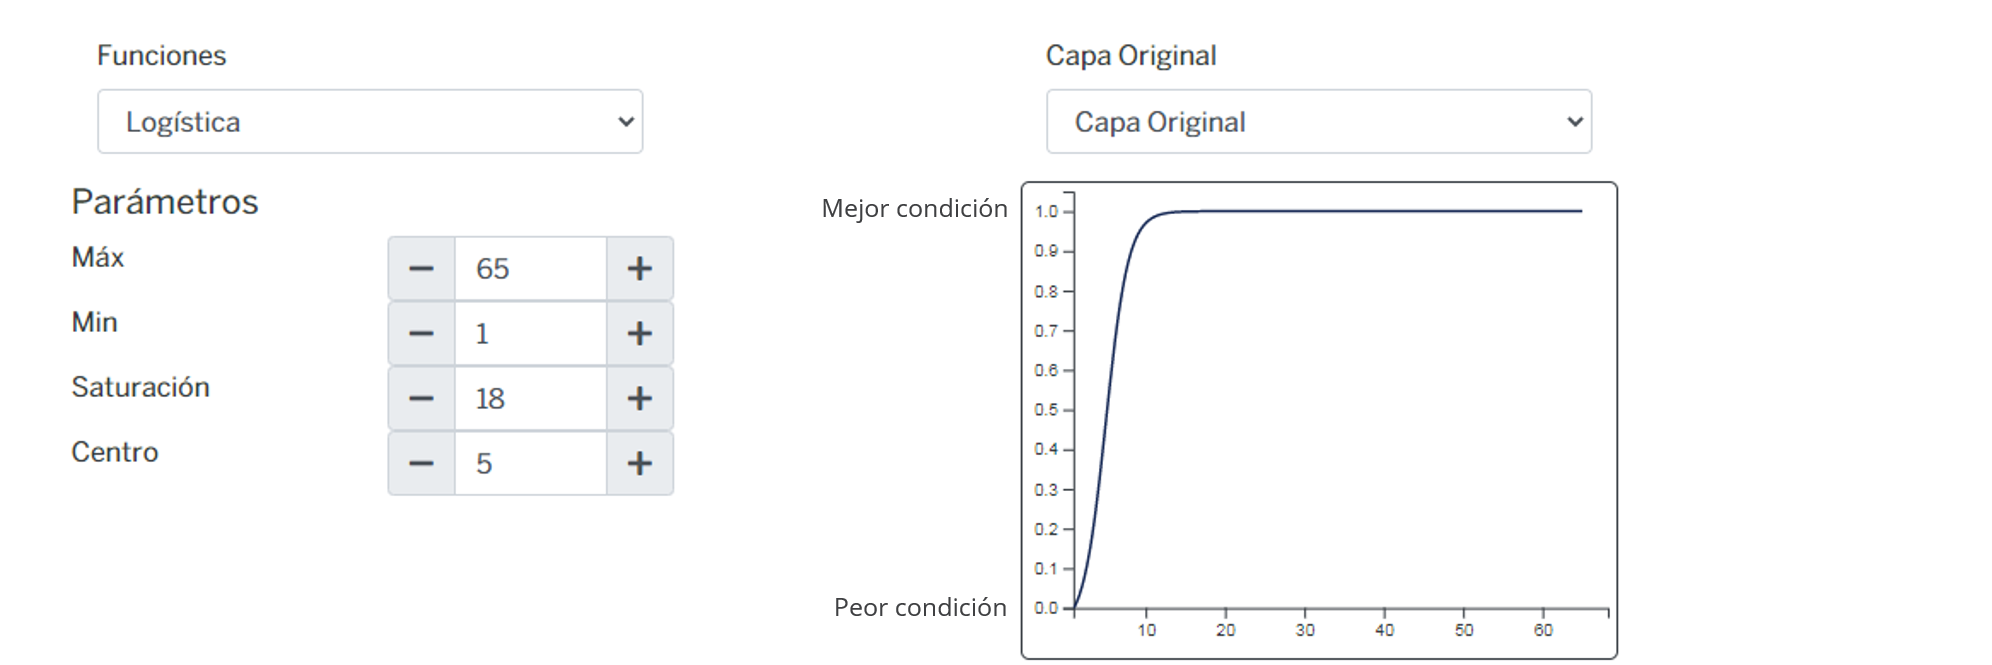 Funciones
Logística
Parámetros
Máx
65
Min
1
Saturación
18
Centro
5
Capa Original
Capa Original
Mejor condición
1.0
0.9
0.8
0.7
0.6
0.5
0.4
0.3
0.2
0.1
Peor condición
0.0
10 20 30 40 50 60